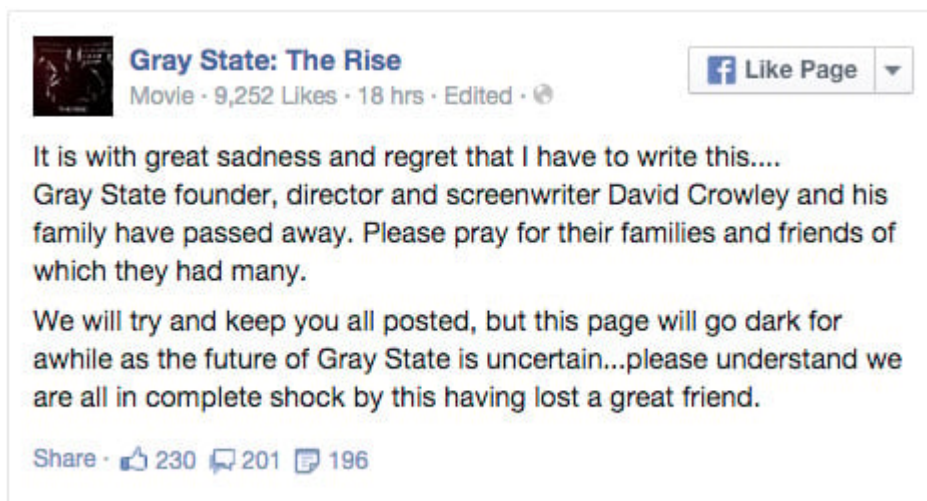 Gray State: The Rise
Movie · 9,252 Likes · 18 hrs · Edited ·
Like Page
It is with great sadness and regret that I have to write this....
Gray State founder, director and screenwriter David Crowley and his
family have passed away. Please pray for their families and friends of
which they had many.
We will try and keep you all posted, but this page will go dark for
awhile as the future of Gray State is uncertain...please understand we
are all in complete shock by this having lost a great friend.
Share · 230 201 196